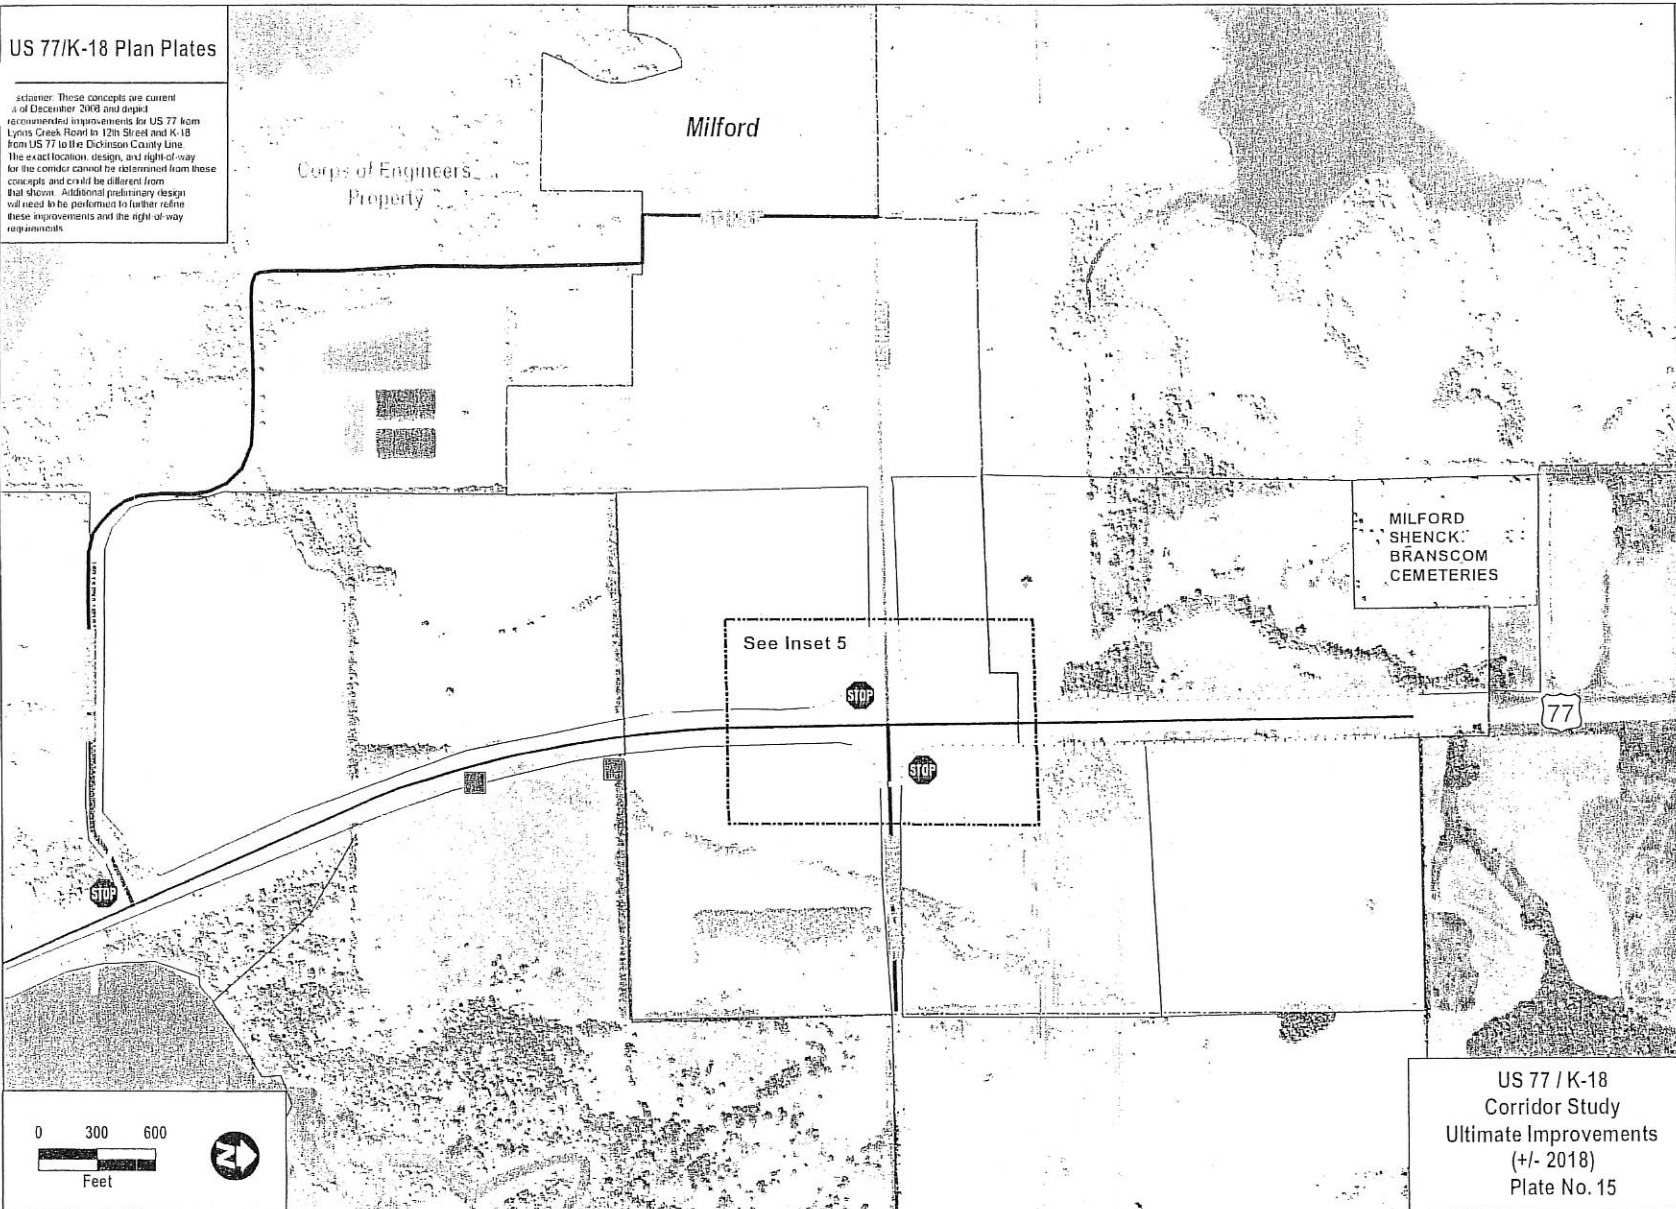 US 77/K-18 Plan Plates
sclaimer: These concepts are current
s of December 2008 and depict
recommended improvements for US 77 from
Lyons Creek Road to 12th Street and K-18
from US 77 to the Dickinson County Line.
The exact location, design, and right-of-way
for the corridor cannot be determined from these
concepts and could be different from
that shown. Additional preliminary design
will need to be performed to further refine
these improvements and the right-of-way
requirements
Milford
Corps of Engineers
Property
MILFORD
SHENCK
BRANSCOM
CEMETERIES
See Inset 5
STOP
77
STOP
STOP
0 300 600
Feet
N
US 77 / K-18
Corridor Study
Ultimate Improvements
(+/- 2018)
Plate No. 15